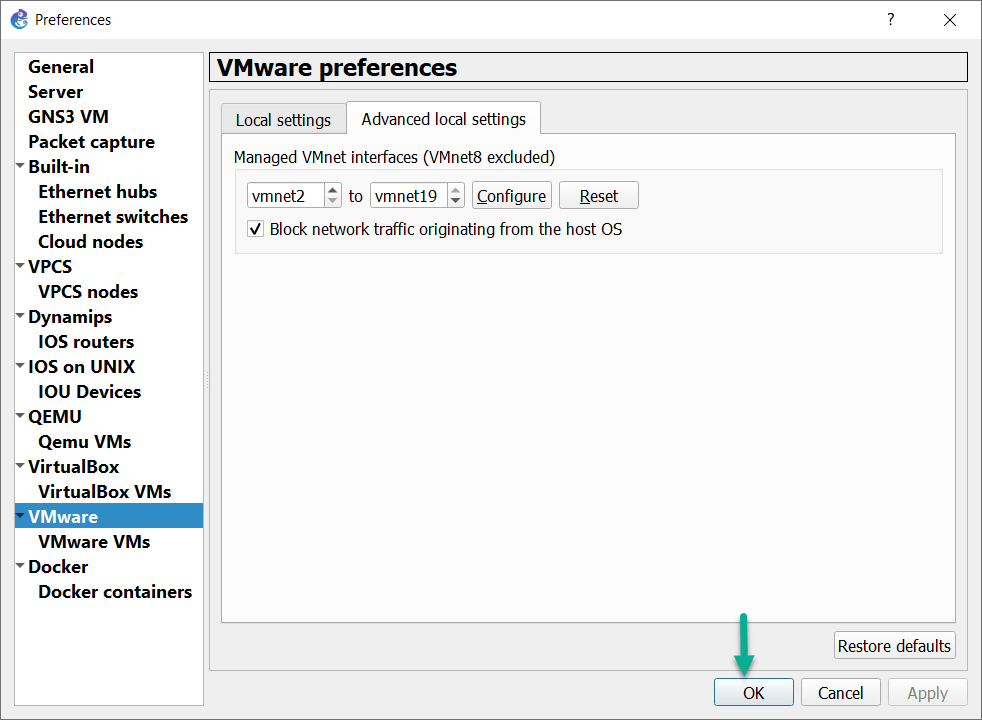 Preferences
?
General
Server
GNS3 VM
Packet capture
Built-in
Ethernet hubs
Ethernet switches
Cloud nodes
VPCS
VPCS nodes
Dynamips
IOS routers
IOS on UNIX
IOU Devices
QEMU
Qemu VMs
VirtualBox
VirtualBox VMs
VMware
VMware VMs
Docker
Docker containers
VMware preferences
Local settings
Advanced local settings
Managed VMnet interfaces (VMnet8 excluded)
vmnet2 to vmnet19 Configure Reset
Block network traffic originating from the host OS
Restore defaults
OK Cancel Apply